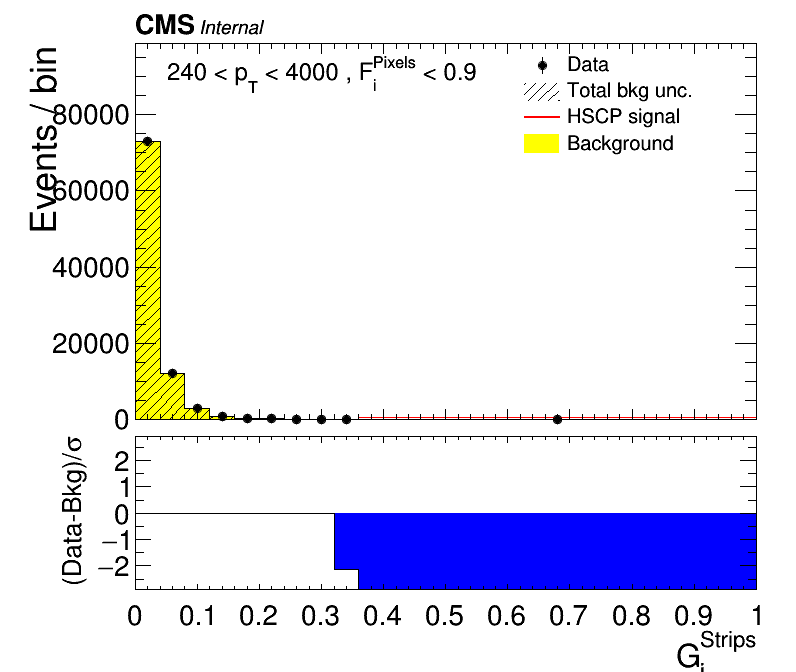 CMS Internal
240 < p_T < 4000 , F_i^Pixels < 0.9
Data
Total bkg unc.
HSCP signal
Background
Events / bin
80000
60000
40000
20000
0
(Data-Bkg)/σ
2
1
0
−1
−2
0 0.1 0.2 0.3 0.4 0.5 0.6 0.7 0.8 0.9 1
G_i^Strips